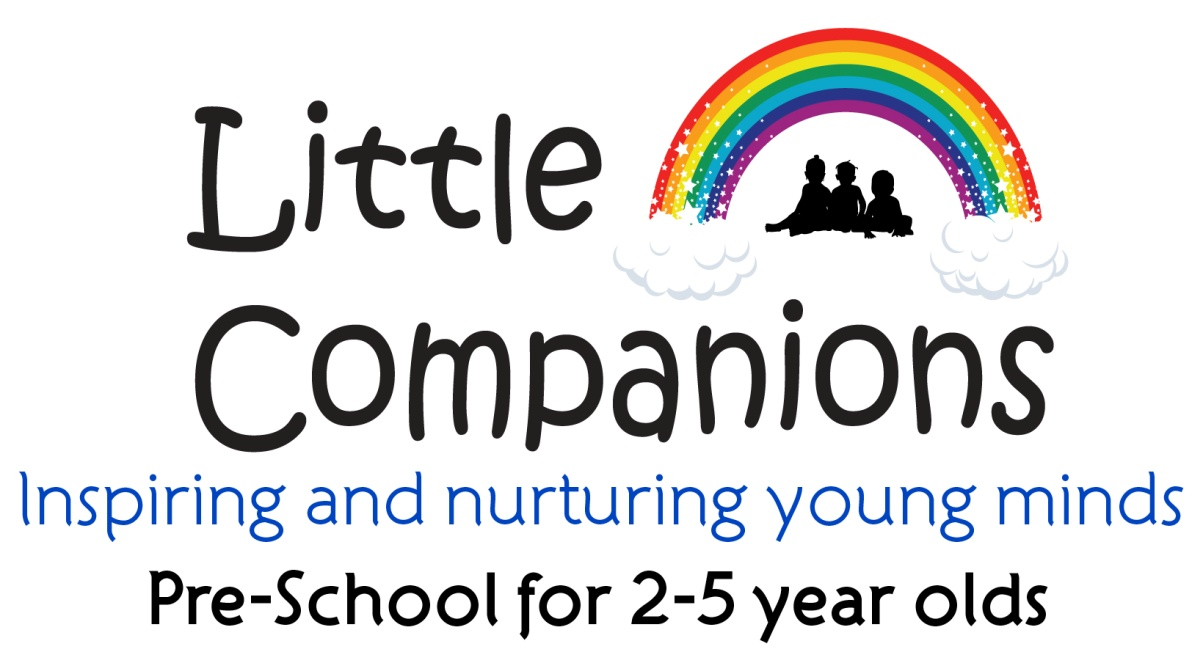 Little
Companions
Inspiring and nurturing young minds
Pre-School for 2-5 year olds